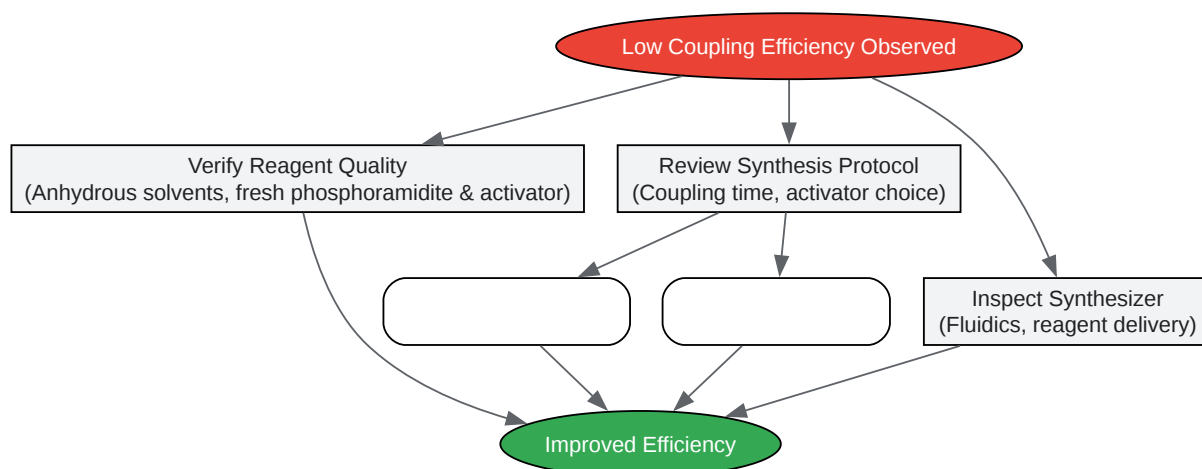 Low Coupling Efficiency Observed
Verify Reagent Quality
(Anhydrous solvents, fresh phosphoramidite & activator)
Review Synthesis Protocol
(Coupling time, activator choice)
Inspect Synthesizer
(Fluidics, reagent delivery)
Improved Efficiency